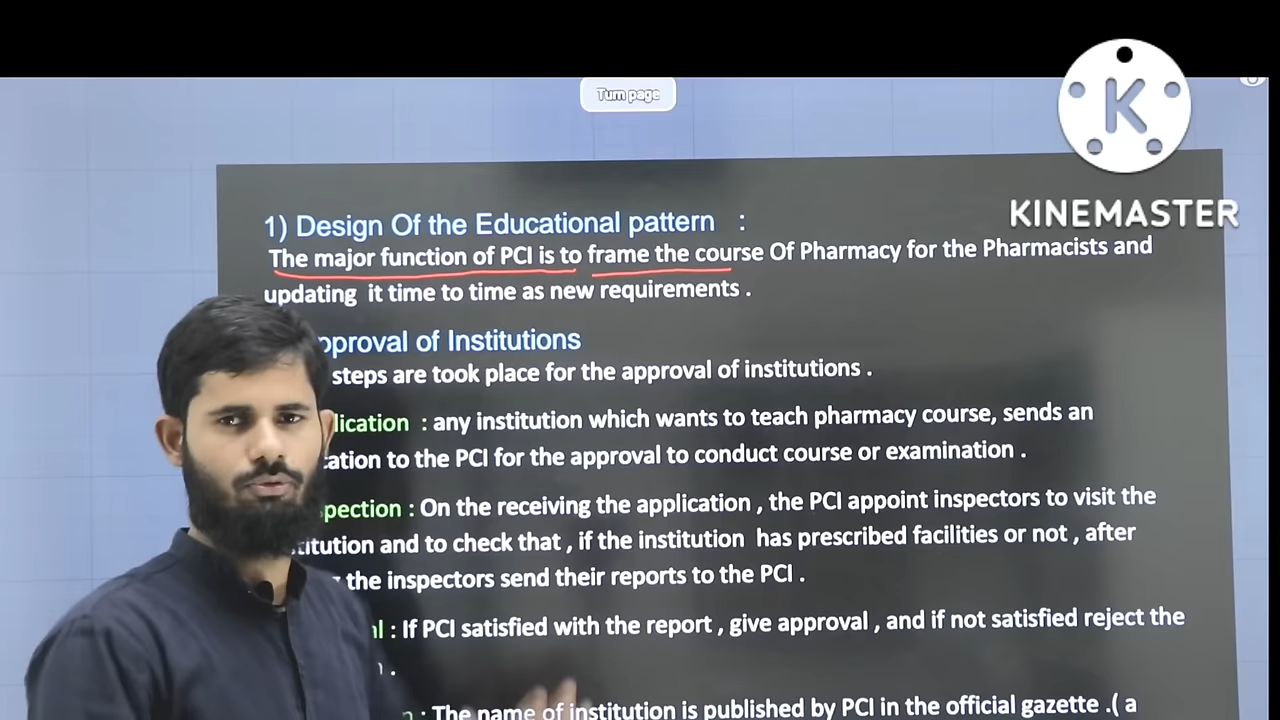 Turn page
KINEMASTER
1) Design Of the Educational pattern :
The major function of PCI is to frame the course Of Pharmacy for the Pharmacists and
updating it time to time as new requirements .
pproval of Institutions
steps are took place for the approval of institutions .
lication : any institution which wants to teach pharmacy course, sends an
cation to the PCI for the approval to conduct course or examination .
pection : On the receiving the application , the PCI appoint inspectors to visit the
titution and to check that , if the institution has prescribed facilities or not , after
the inspectors send their reports to the PCI .
l : If PCI satisfied with the report , give approval , and if not satisfied reject the
.
: The name of institution is published by PCI in the official gazette .( a